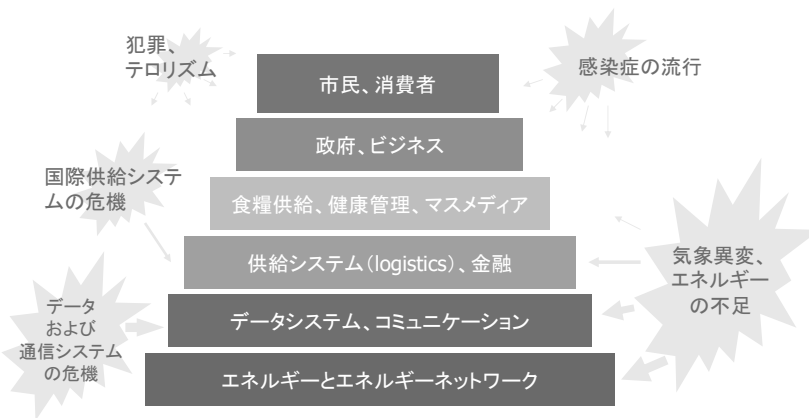 犯罪、
テロリズム
感染症の流行
市民、消費者
政府、ビジネス
国際供給システ
ムの危機
食糧供給、健康管理、マスメディア
供給システム（logistics）、金融
気象異変、
エネルギー
の不足
データ
および
通信システム
の危機
データシステム、コミュニケーション
エネルギーとエネルギーネットワーク